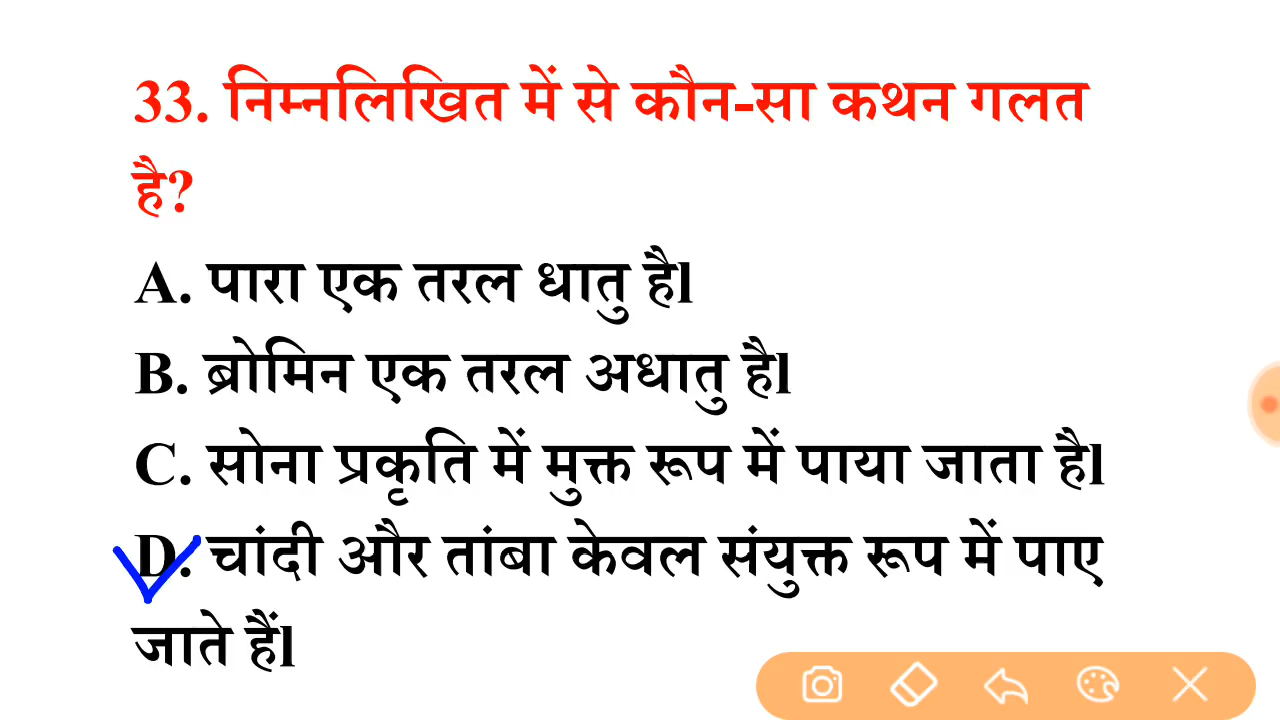 33. निम्नलिखित में से कौन-सा कथन गलत
है?
A. पारा एक तरल धातु हैl
B. ब्रोमिन एक तरल अधातु हैl
C. सोना प्रकृति में मुक्त रूप में पाया जाता हैl
D. चांदी और तांबा केवल संयुक्त रूप में पाए
जाते हैंl